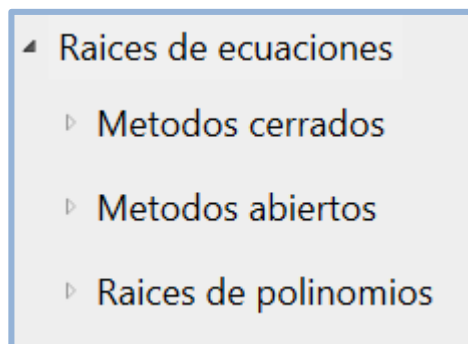 Raices de ecuaciones
Metodos cerrados
Metodos abiertos
Raices de polinomios